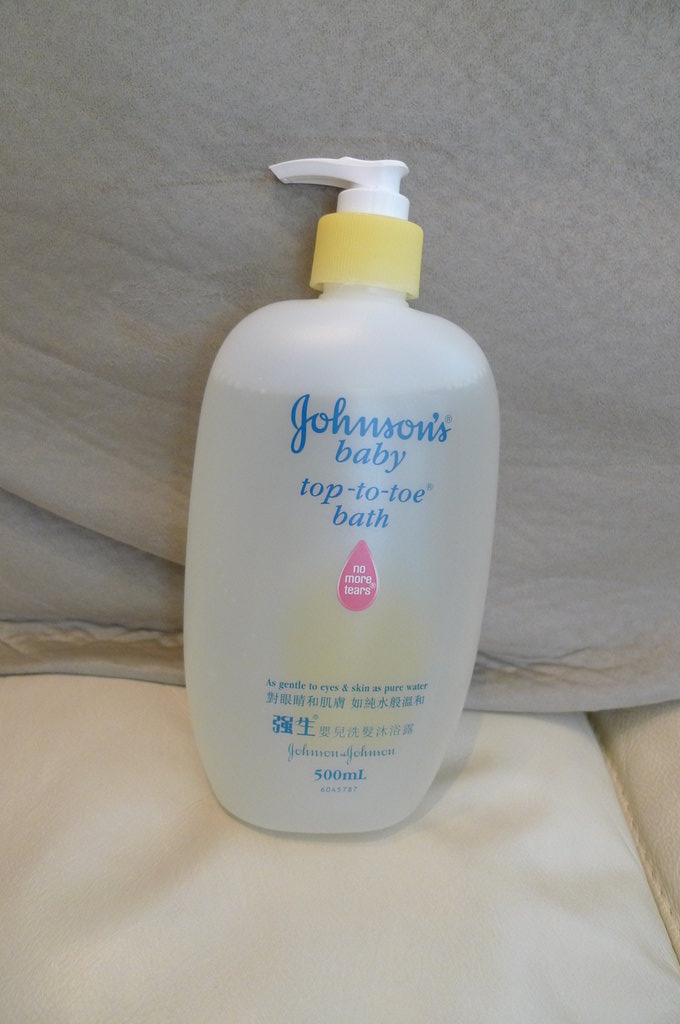 Johnson's®
baby
top-to-toe®
bath
no
more
tears®
As gentle to eyes & skin as pure water
對眼睛和肌膚 如純水般溫和
强生® 嬰兒洗髮沐浴露
Johnson & Johnson
500mL
6045787